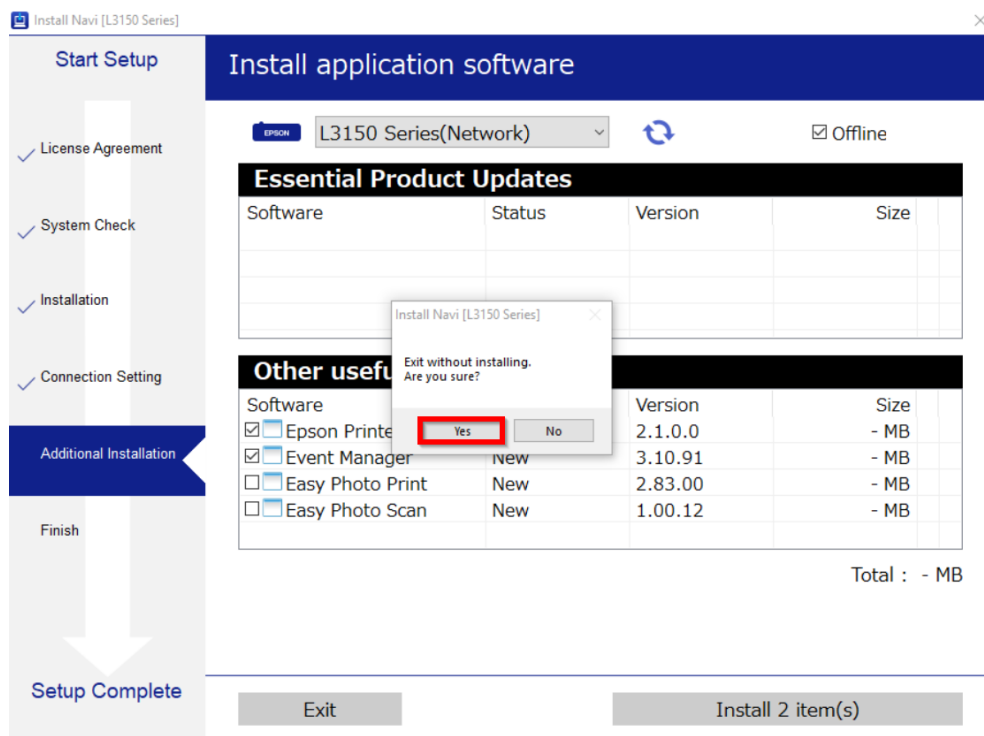 Install Navi [L3150 Series]
Start Setup
License Agreement
System Check
Installation
Connection Setting
Additional Installation
Finish
Setup Complete
Install application software
EPSON
L3150 Series(Network)
Offline
Essential Product Updates
Software Status Version Size
Other usefu
Software Version Size
Epson Printe 2.1.0.0 - MB
Event Manager New 3.10.91 - MB
Easy Photo Print New 2.83.00 - MB
Easy Photo Scan New 1.00.12 - MB
Total : - MB
Install Navi [L3150 Series]
Exit without installing.
Are you sure?
Yes No
Exit Install 2 item(s)